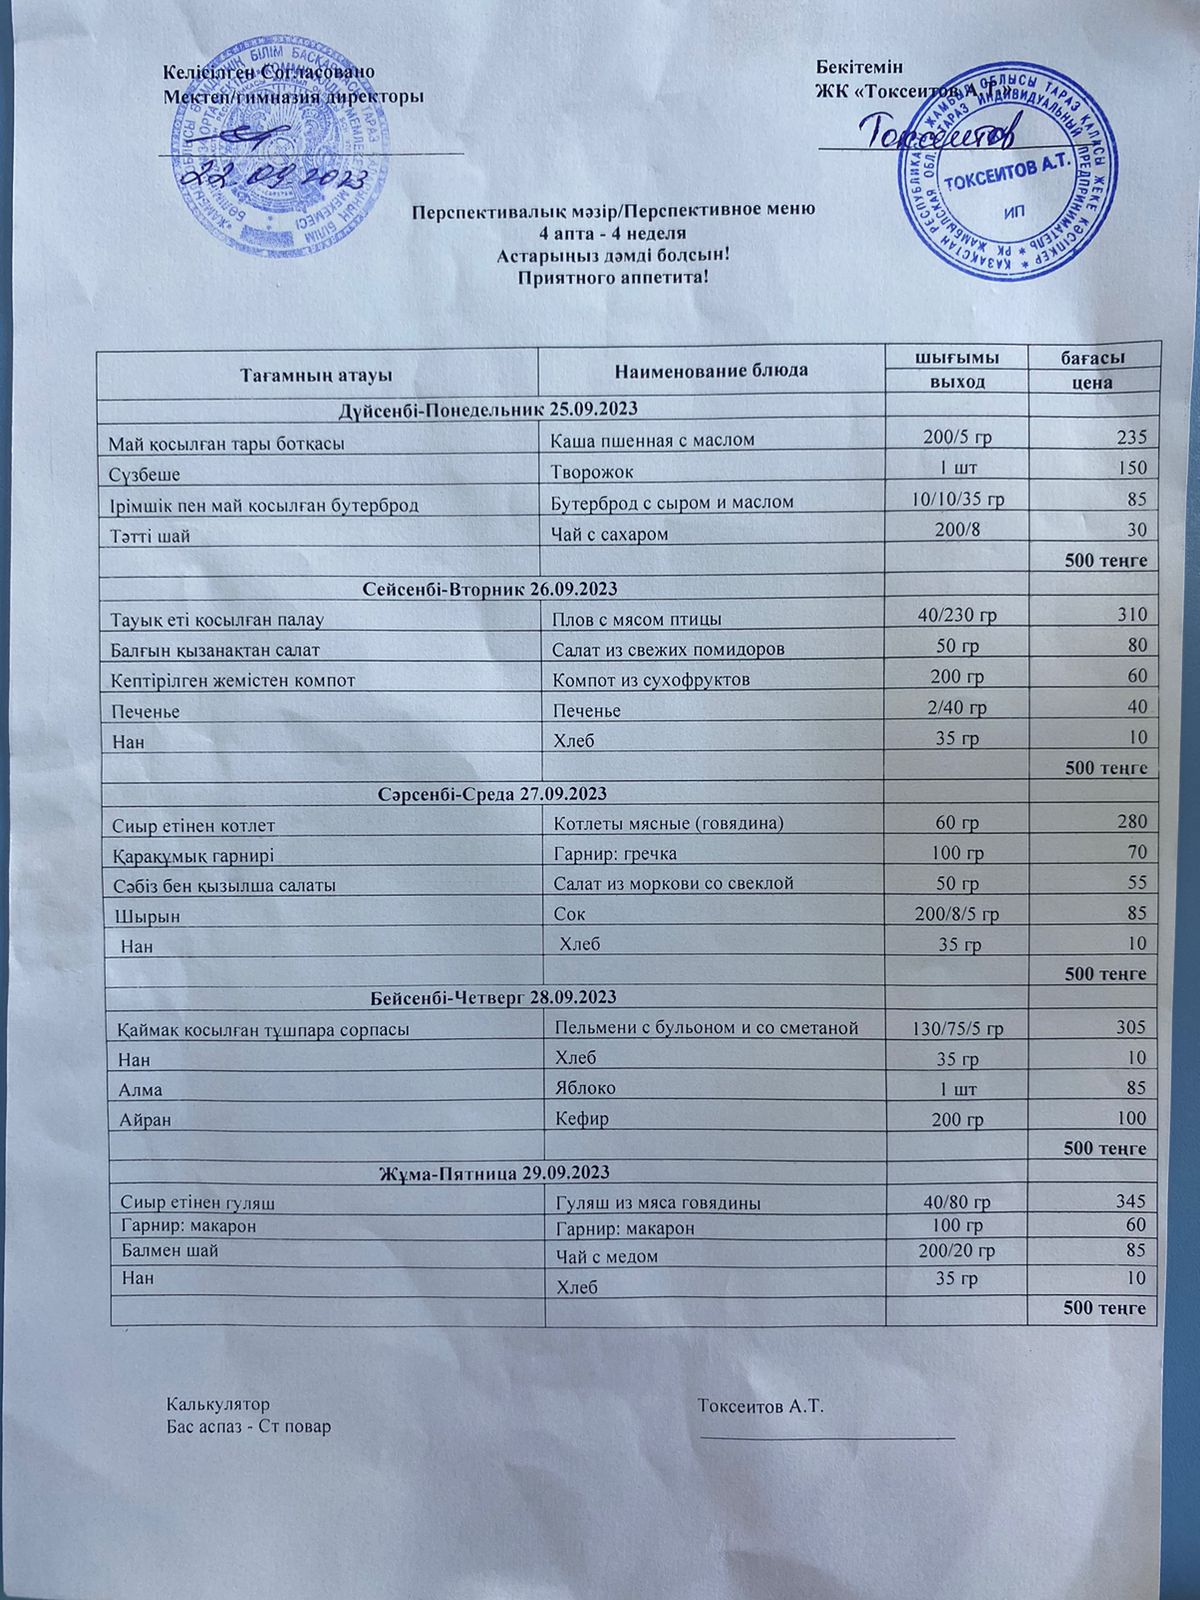 Келісілген Согласовано
Мектеп/гимназия директоры
22.09.2023
Бекітемін
ЖК «Токсеитов А.Т.»
Токсеитов
ТОКСЕИТОВ А.Т.
ИП
Перспективалық мәзір/Перспективное меню
4 апта - 4 неделя
Астарыңыз дәмді болсын!
Приятного аппетита!
Тағамның атауы Наименование блюда шығымы бағасы
выход цена
Дүйсенбі-Понедельник 25.09.2023
Май қосылған тары ботқасы Каша пшенная с маслом 200/5 гр 235
Сүзбеше Творожок 1 шт 150
Ірімшік пен май қосылған бутерброд Бутерброд с сыром и маслом 10/10/35 гр 85
Тәтті шай Чай с сахаром 200/8 30
500 теңге
Сейсенбі-Вторник 26.09.2023
Тауық еті қосылған палау Плов с мясом птицы 40/230 гр 310
Балғын қызанақтан салат Салат из свежих помидоров 50 гр 80
Кептірілген жемістен компот Компот из сухофруктов 200 гр 60
Печенье Печенье 2/40 гр 40
Нан Хлеб 35 гр 10
500 теңге
Сәрсенбі-Среда 27.09.2023
Сиыр етінен котлет Котлеты мясные (говядина) 60 гр 280
Қарақұмық гарнирі Гарнир: гречка 100 гр 70
Сәбіз бен қызылша салаты Салат из моркови со свеклой 50 гр 55
Шырын Сок 200/8/5 гр 85
Нан Хлеб 35 гр 10
500 теңге
Бейсенбі-Четверг 28.09.2023
Қаймак косылған тұшпара сорпасы Пельмени с бульоном и со сметаной 130/75/5 гр 305
Нан Хлеб 35 гр 10
Алма Яблоко 1 шт 85
Айран Кефир 200 гр 100
500 теңге
Жұма-Пятница 29.09.2023
Сиыр етінен гуляш Гуляш из мяса говядины 40/80 гр 345
Гарнир: макарон Гарнир: макарон 100 гр 60
Балмен шай Чай с медом 200/20 гр 85
Нан Хлеб 35 гр 10
500 теңге
Калькулятор Токсеитов А.Т.
Бас аспаз - Ст повар